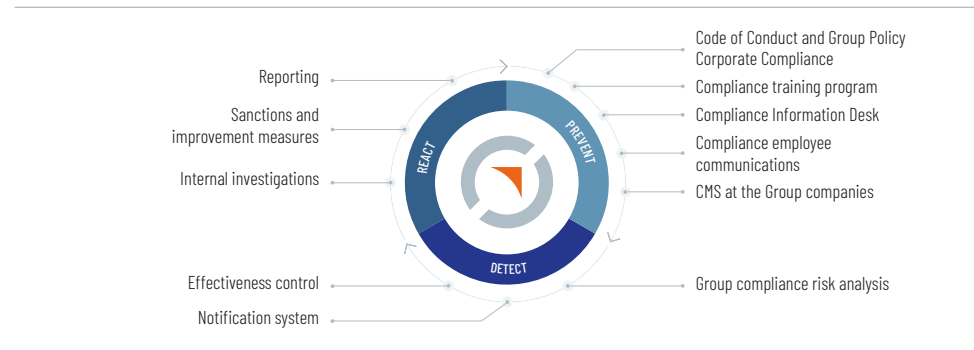 Code of Conduct and Group Policy
Corporate Compliance
Compliance training program
Compliance Information Desk
Compliance employee
communications
CMS at the Group companies
Group compliance risk analysis
Reporting
Sanctions and
improvement measures
Internal investigations
Effectiveness control
Notification system
REACT
PREVENT
DETECT